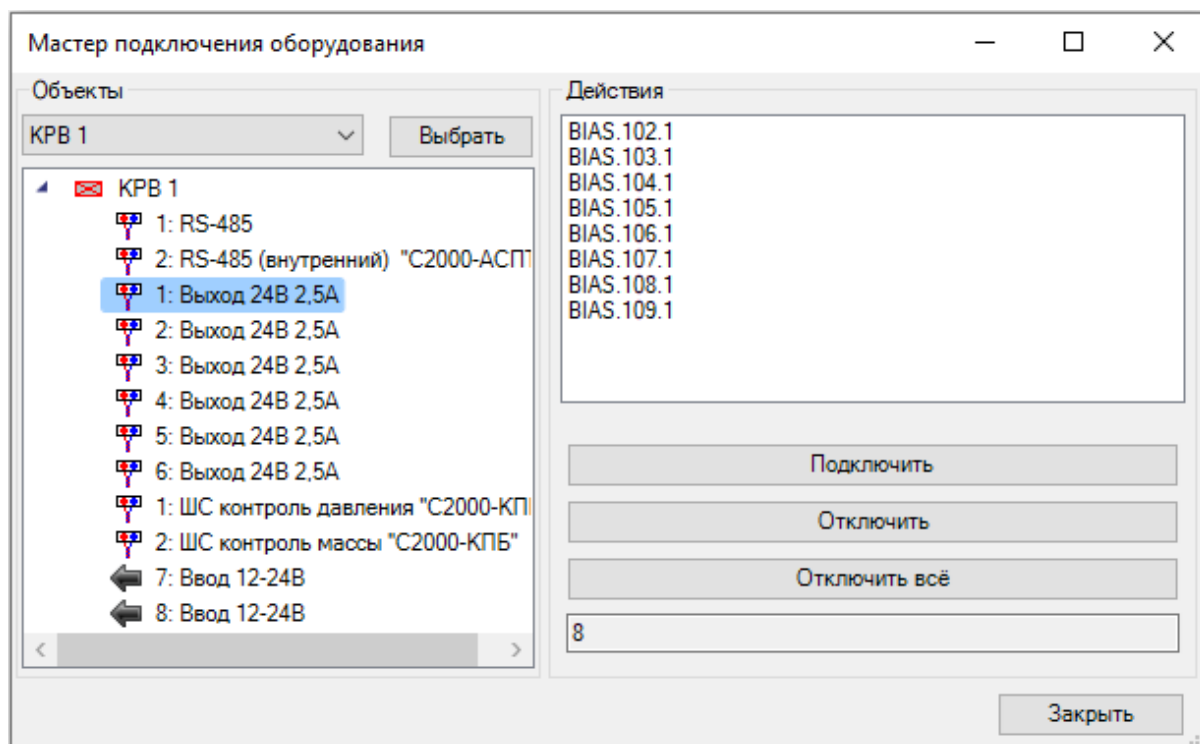 Мастер подключения оборудования
Объекты
КРВ 1
Выбрать
КРВ 1
1: RS-485
2: RS-485 (внутренний) "С2000-АСПТ
1: Выход 24В 2,5А
2: Выход 24В 2,5А
3: Выход 24В 2,5А
4: Выход 24В 2,5А
5: Выход 24В 2,5А
6: Выход 24В 2,5А
1: ШС контроль давления "С2000-КП
2: ШС контроль массы "С2000-КПБ"
7: Ввод 12-24В
8: Ввод 12-24В
Действия
BIAS.102.1
BIAS.103.1
BIAS.104.1
BIAS.105.1
BIAS.106.1
BIAS.107.1
BIAS.108.1
BIAS.109.1
Подключить
Отключить
Отключить всё
8
Закрыть